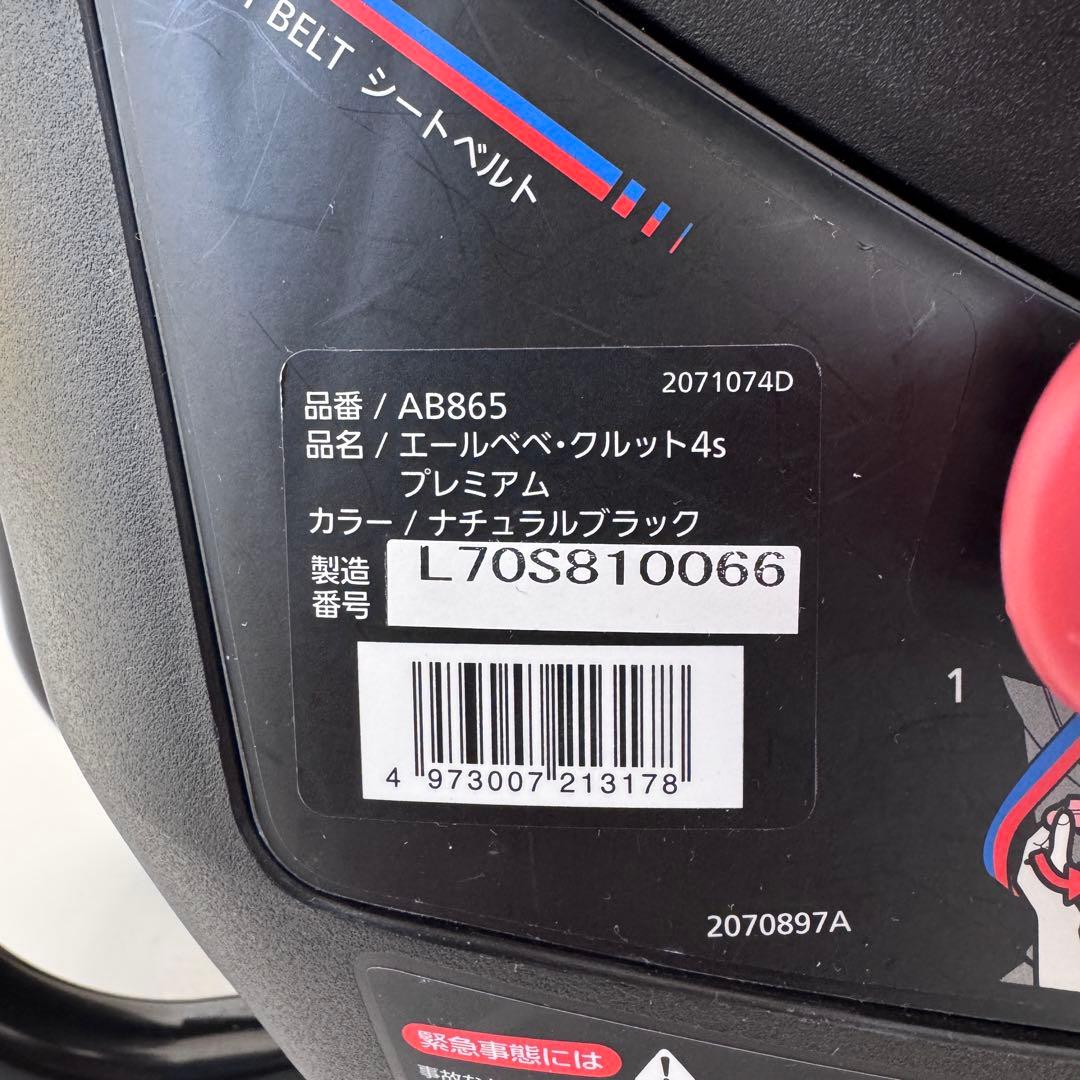 BELT シートベルト
2071074D
品番 / AB865
品名 / エールベベ・クルット4s
プレミアム
カラー / ナチュラルブラック
製造番号 L70S810066
4 973007 213178
1
2070897A
緊急事態には